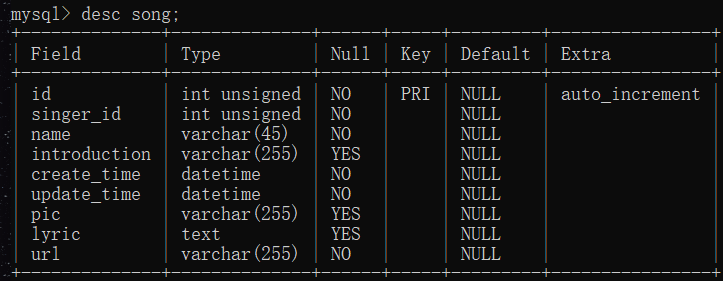 mysql> desc song;
+--------------+--------------+------+-----+---------+----------------+
| Field        | Type         | Null | Key | Default | Extra          |
+--------------+--------------+------+-----+---------+----------------+
| id           | int unsigned | NO   | PRI | NULL    | auto_increment |
| singer_id    | int unsigned | NO   |     | NULL    |                |
| name         | varchar(45)  | NO   |     | NULL    |                |
| introduction | varchar(255) | YES  |     | NULL    |                |
| create_time  | datetime     | NO   |     | NULL    |                |
| update_time  | datetime     | NO   |     | NULL    |                |
| pic          | varchar(255) | YES  |     | NULL    |                |
| lyric        | text         | YES  |     | NULL    |                |
| url          | varchar(255) | NO   |     | NULL    |                |
+--------------+--------------+------+-----+---------+----------------+